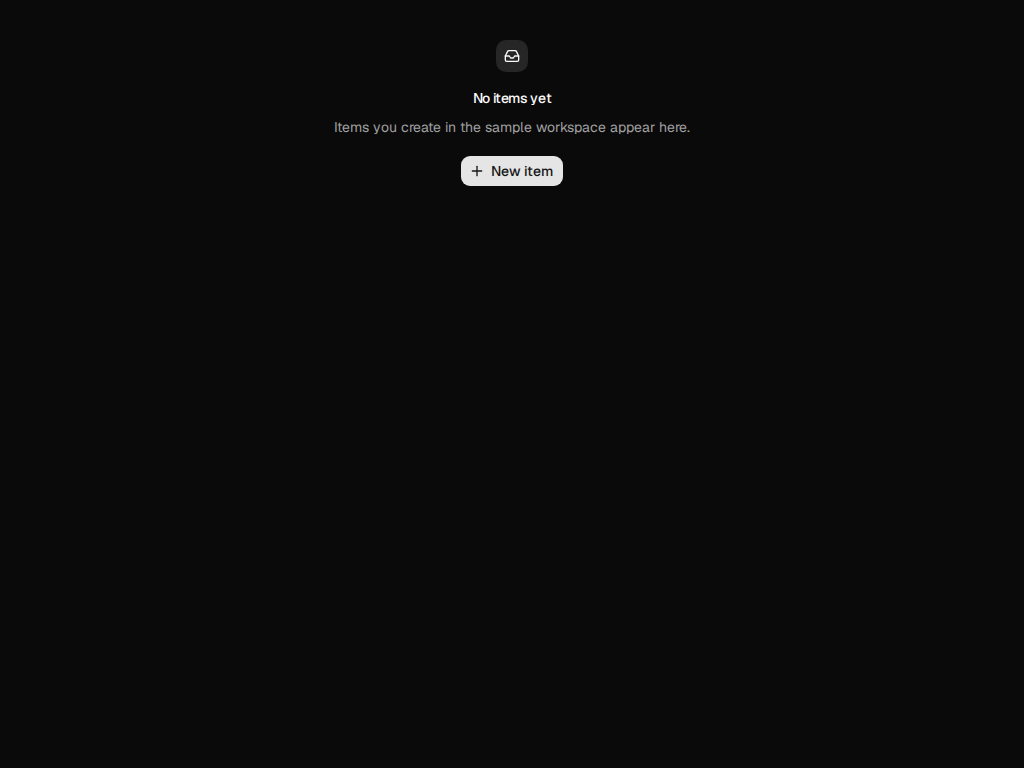 No items yet
Items you create in the sample workspace appear here.
New item